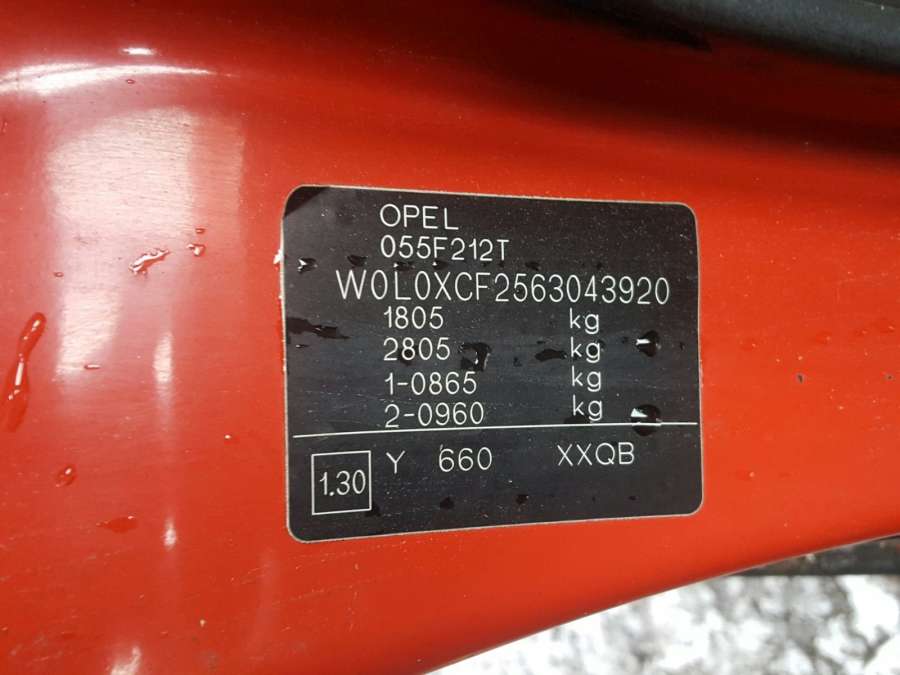 OPEL
055F212T
W0L0XCF2563043920
1805 kg
2805 kg
1-0865 kg
2-0960 kg
1.30 Y 660 XXQB